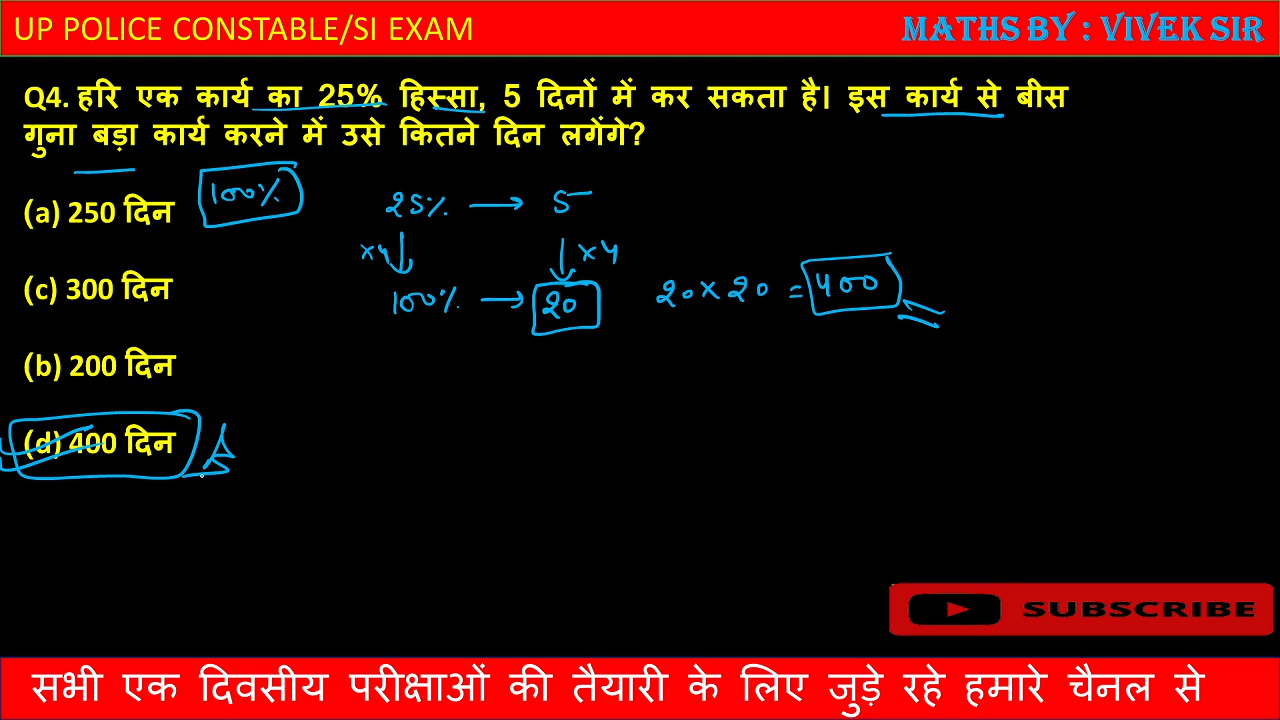 UP POLICE CONSTABLE/SI EXAM
MATHS BY : VIVEK SIR
Q4. हरि एक कार्य का 25% हिस्सा, 5 दिनों में कर सकता है। इस कार्य से बीस
गुना बड़ा कार्य करने में उसे कितने दिन लगेंगे?
(a) 250 दिन
100%
25% → 5
×4 ×4
(c) 300 दिन
100% → 20
20 × 20 = 400
(b) 200 दिन
(d) 400 दिन
SUBSCRIBE
सभी एक दिवसीय परीक्षाओं की तैयारी के लिए जुड़े रहे हमारे चैनल से